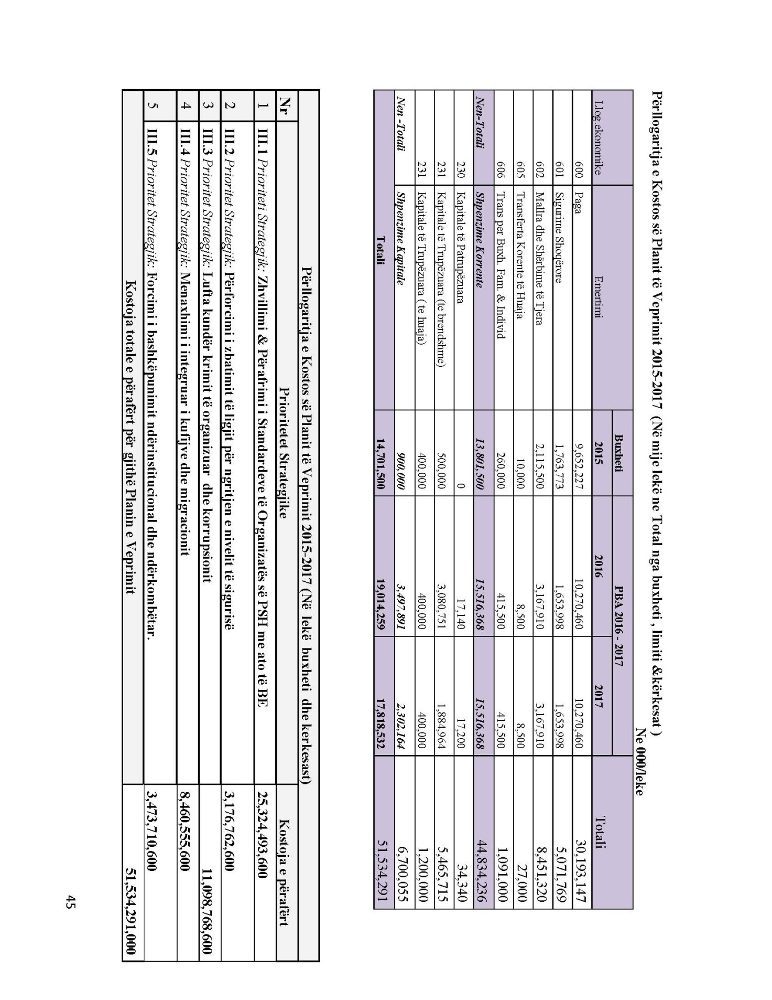 Përllogaritja e Kostos së Planit të Veprimit 2015-2017 (Në mije lekë ne Total nga buxheti , limiti &kërkesat )
Ne 000/leke
Llog.ekonomike Emertimi Buxheti PBA 2016 - 2017 Totali
2015 2016 2017
600 Paga 9,652,227 10,270,460 10,270,460 30,193,147
601 Sigurime Shoqërore 1,763,773 1,653,998 1,653,998 5,071,769
602 Mallra dhe Shërbime të Tjera 2,115,500 3,167,910 3,167,910 8,451,320
605 Transferta Korente të Huaja 10,000 8,500 8,500 27,000
606 Trans per Buxh. Fam. & Individ 260,000 415,500 415,500 1,091,000
Nen-Totali Shpenzime Korrente 13,801,500 15,516,368 15,516,368 44,834,236
230 Kapitale të Patrupëzuara 0 17,140 17,200 34,340
231 Kapitale të Trupëzuara (te brendshme) 500,000 3,080,751 1,884,964 5,465,715
231 Kapitale të Trupëzuara ( te huaja) 400,000 400,000 400,000 1,200,000
Nen -Totali Shpenzime Kapitale 900,000 3,497,891 2,302,164 6,700,055
Totali 14,701,500 19,014,259 17,818,532 51,534,291
Përllogaritja e Kostos së Planit të Veprimit 2015-2017 (Në lekë buxheti dhe kerkesast)
Nr Prioritetet Strategjike Kostoja e përafërt
1 III.1 Prioriteti Strategjik: Zhvillimi & Përafrimi i Standardeve të Organizatës së PSH me ato të BE 25,324,493,600
2 III.2 Prioritet Strategjik: Përforcimi i zbatimit të ligjit për ngritjen e nivelit të sigurisë 3,176,762,600
3 III.3 Prioritet Strategjik: Lufta kundër krimit të organizuar dhe korrupsionit 11,098,768,600
4 III.4 Prioritet Strategjik: Menaxhimi i integruar i kufijve dhe migracionit 8,460,555,600
5 III.5 Prioritet Strategjik: Forcimi i bashkëpunimit ndërinstitucional dhe ndërkombëtar. 3,473,710,600
Kostoja totale e përafërt për gjithë Planin e Veprimit 51,534,291,000
45